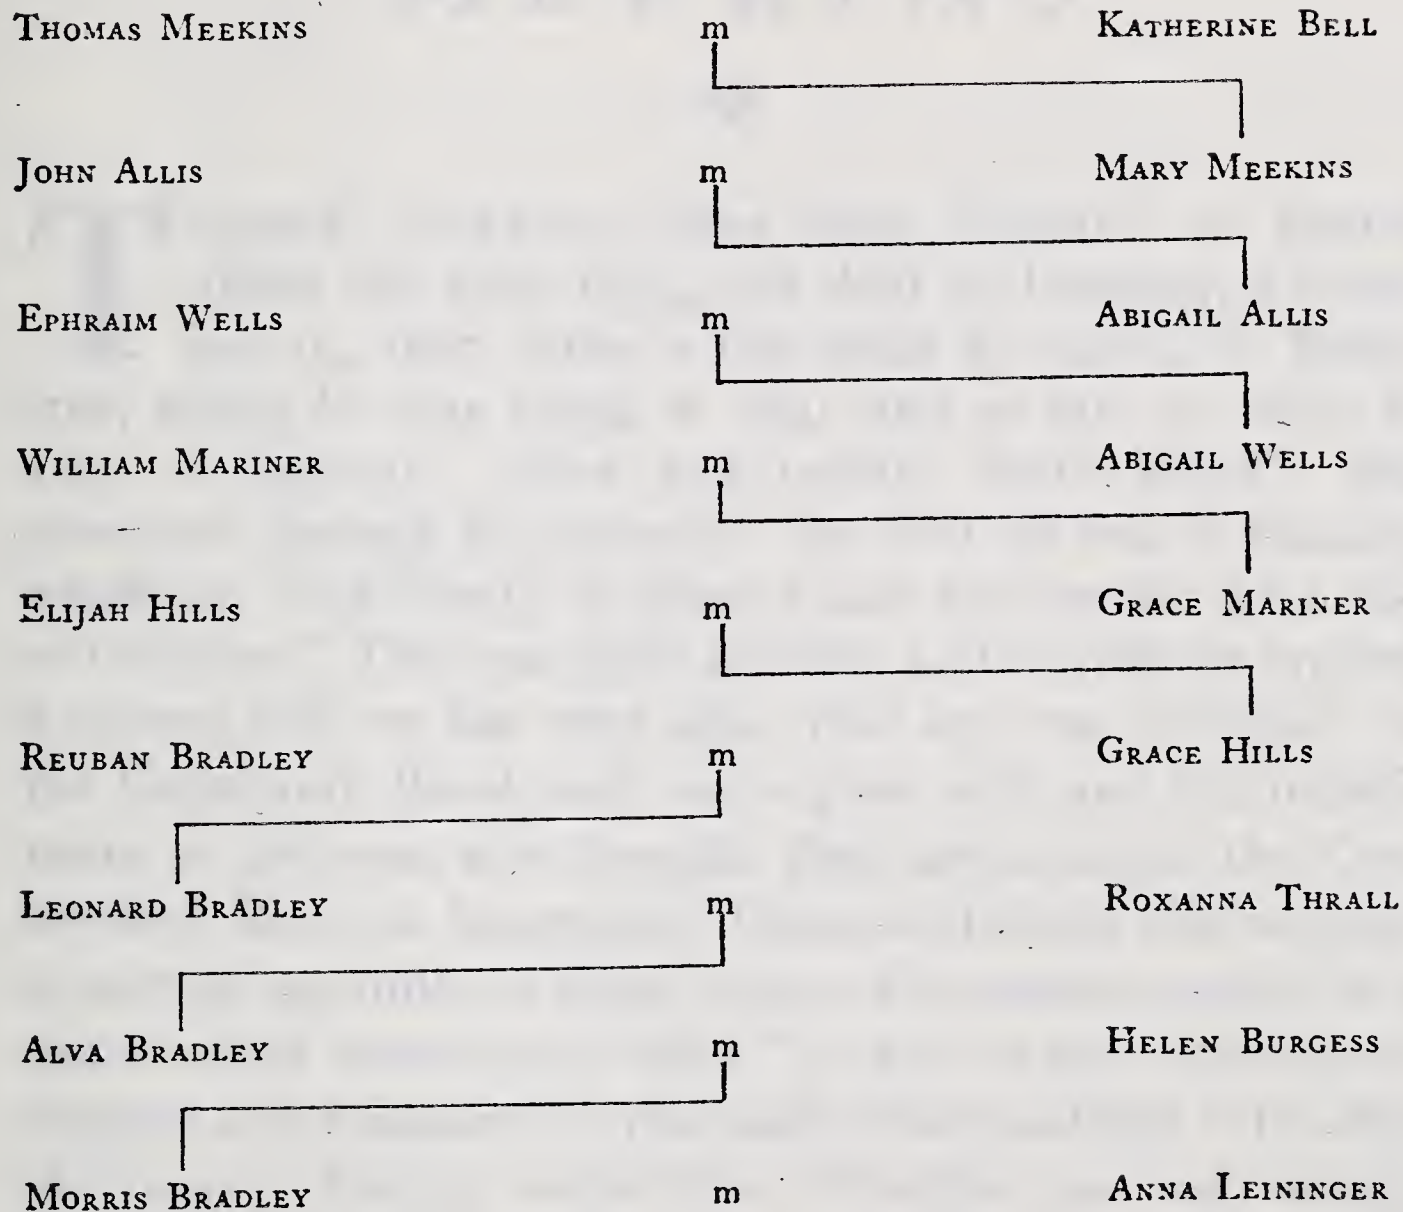 Thomas Meekins m Katherine Bell
John Allis m Mary Meekins
Ephraim Wells m Abigail Allis
William Mariner m Abigail Wells
Elijah Hills m Grace Mariner
Reuban Bradley m Grace Hills
Leonard Bradley m Roxanna Thrall
Alva Bradley m Helen Burgess
Morris Bradley m Anna Leininger